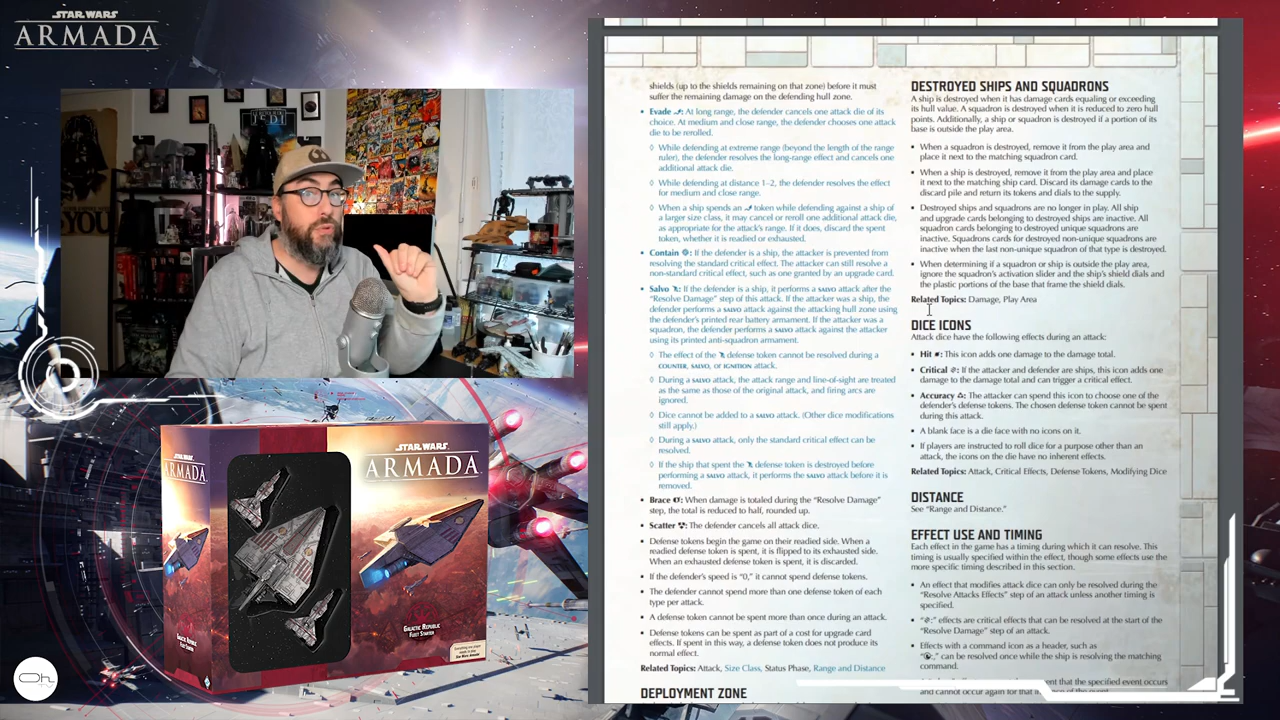 STAR WARS
ARMADA
shields (up to the shields remaining on that zone) before it must
suffer the remaining damage on the defending hull zone.
• Evade : At long range, the defender cancels one attack die of its
choice. At medium and close range, the defender chooses one attack
die to be rerolled.
◊ While defending at extreme range (beyond the length of the range
ruler), the defender resolves the long-range effect and cancels one
additional attack die.
◊ While defending at distance 1–2, the defender resolves the effect
for medium and close range.
◊ When a ship spends an token while defending against a ship of
a larger size class, it may cancel or reroll one additional attack die,
as appropriate for the attack's range. If it does, discard the spent
token, whether it is readied or exhausted.
• Contain : If the defender is a ship, the attacker is prevented from
resolving the standard critical effect. The attacker can still resolve a
non-standard critical effect, such as one granted by an upgrade card.
• Salvo : If the defender is a ship, it performs a SALVO attack after the
"Resolve Damage" step of this attack. If the attacker was a ship, the
defender performs a SALVO attack against the attacking hull zone using
the defender's printed rear battery armament. If the attacker was a
squadron, the defender performs a SALVO attack against the attacker
using its printed anti-squadron armament.
◊ The effect of the defense token cannot be resolved during a
COUNTER, SALVO, or IGNITION attack.
◊ During a SALVO attack, the attack range and line-of-sight are treated
as the same as those of the original attack, and firing arcs are
ignored.
◊ Dice cannot be added to a SALVO attack. (Other dice modifications
still apply.)
◊ During a SALVO attack, only the standard critical effect can be
resolved.
◊ If the ship that spent the defense token is destroyed before
performing a SALVO attack, it performs the SALVO attack before it is
removed.
• Brace : When damage is totaled during the "Resolve Damage"
step, the total is reduced to half, rounded up.
• Scatter : The defender cancels all attack dice.
• Defense tokens begin the game on their readied side. When a
readied defense token is spent, it is flipped to its exhausted side.
When an exhausted defense token is spent, it is discarded.
• If the defender's speed is "0," it cannot spend defense tokens.
• The defender cannot spend more than one defense token of each
type per attack.
• A defense token cannot be spent more than once during an attack.
• Defense tokens can be spent as part of a cost for upgrade card
effects. If spent in this way, a defense token does not produce its
normal effect.
Related Topics: Attack, Size Class, Status Phase, Range and Distance
DEPLOYMENT ZONE
DESTROYED SHIPS AND SQUADRONS
A ship is destroyed when it has damage cards equaling or exceeding
its hull value. A squadron is destroyed when it is reduced to zero hull
points. Additionally, a ship or squadron is destroyed if a portion of its
base is outside the play area.
• When a squadron is destroyed, remove it from the play area and
place it next to the matching squadron card.
• When a ship is destroyed, remove it from the play area and place
it next to the matching ship card. Discard its damage cards to the
discard pile and return its tokens and dials to the supply.
• Destroyed ships and squadrons are no longer in play. All ship
and upgrade cards belonging to destroyed ships are inactive. All
squadron cards belonging to destroyed unique squadrons are
inactive. Squadrons cards for destroyed non-unique squadrons are
inactive when the last non-unique squadron of that type is destroyed.
• When determining if a squadron or ship is outside the play area,
ignore the squadron's activation slider and the ship's shield dials and
the plastic portions of the base that frame the shield dials.
Related Topics: Damage, Play Area
DICE ICONS
Attack dice have the following effects during an attack:
• Hit : This icon adds one damage to the damage total.
• Critical : If the attacker and defender are ships, this icon adds one
damage to the damage total and can trigger a critical effect.
• Accuracy : The attacker can spend this icon to choose one of the
defender's defense tokens. The chosen defense token cannot be spent
during this attack.
• A blank face is a die face with no icons on it.
• If players are instructed to roll dice for a purpose other than an
attack, the icons on the die have no inherent effects.
Related Topics: Attack, Critical Effects, Defense Tokens, Modifying Dice
DISTANCE
See "Range and Distance."
EFFECT USE AND TIMING
Each effect in the game has a timing during which it can resolve. This
timing is usually specified within the effect, though some effects use the
more specific timing described in this section.
• An effect that modifies attack dice can only be resolved during the
"Resolve Attacks Effects" step of an attack unless another timing is
specified.
• " :" effects are critical effects that can be resolved at the start of the
"Resolve Damage" step of an attack.
• Effects with a command icon as a header, such as
" :," can be resolved once while the ship is resolving the matching
command.
that the specified event occurs
and cannot occur again for that
STAR WARS
ARMADA
GALACTIC REPUBLIC
FLEET STARTER
STAR WARS
ARMADA
GALACTIC REPUBLIC
FLEET STARTER
Oh